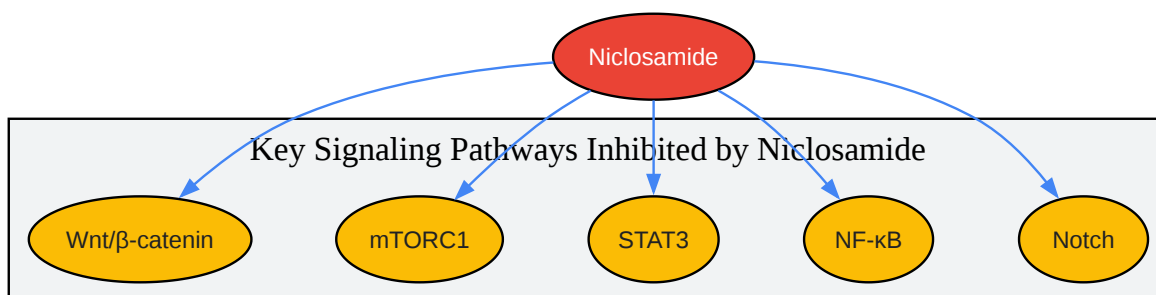 Niclosamide
Key Signaling Pathways Inhibited by Niclosamide
Wnt/β-catenin
mTORC1
STAT3
NF-κB
Notch